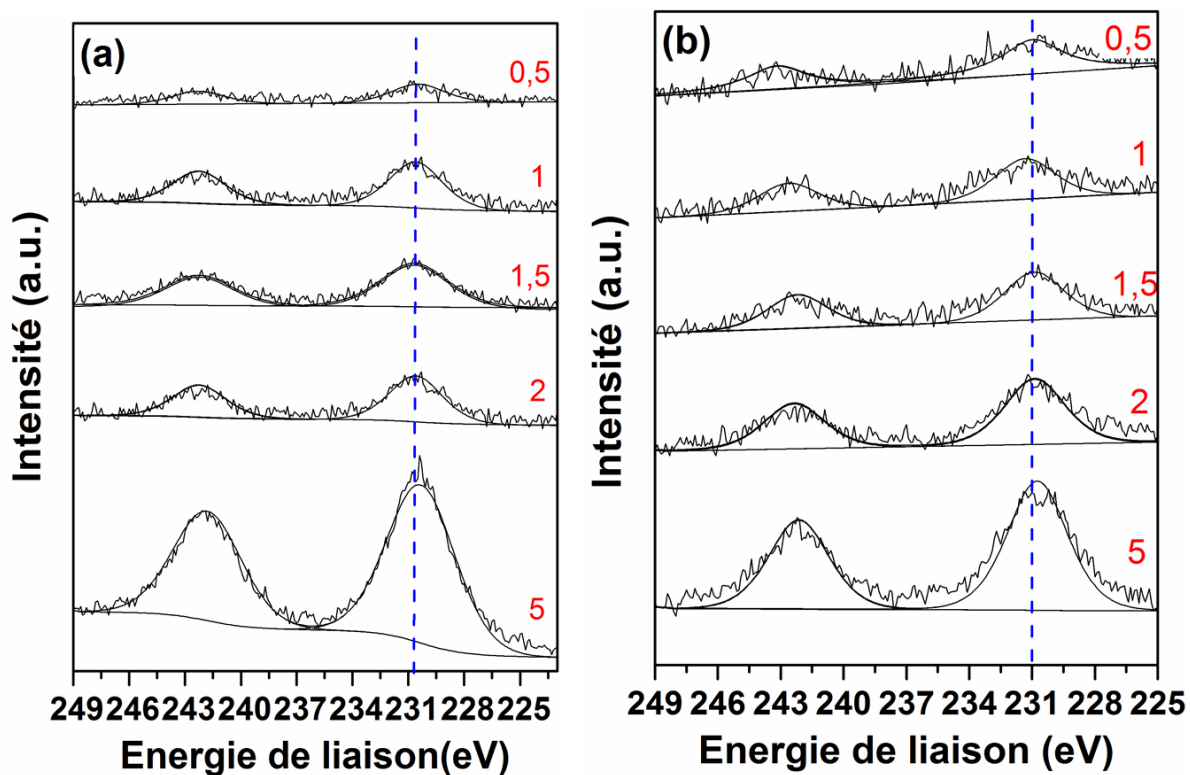 (a)
0,5
1
1,5
2
5
Intensité (a.u.)
249 246 243 240 237 234 231 228 225
Energie de liaison(eV)
(b)
0,5
1
1,5
2
5
Intensité (a.u.)
249 246 243 240 237 234 231 228 225
Energie de liaison (eV)